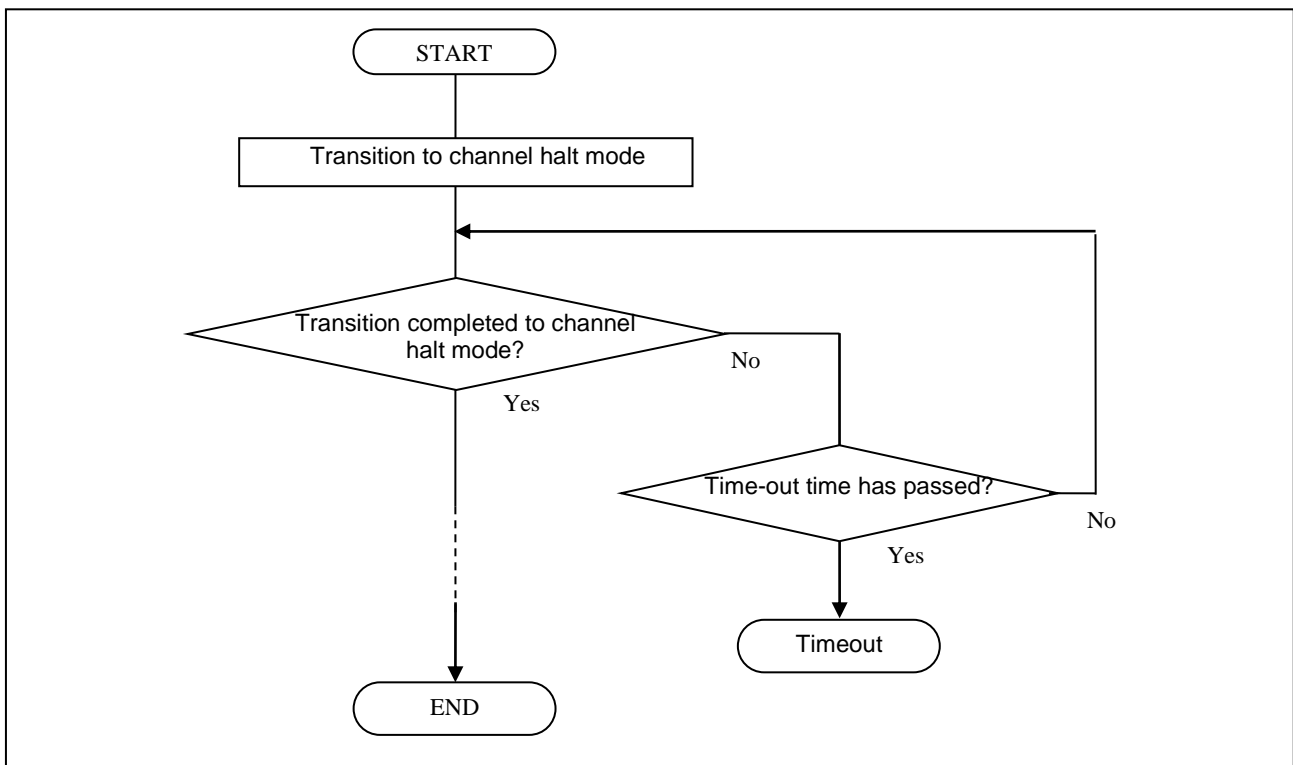 START
Transition to channel halt mode
Transition completed to channel
halt mode?
No
Yes
Time-out time has passed?
No
Yes
Timeout
END